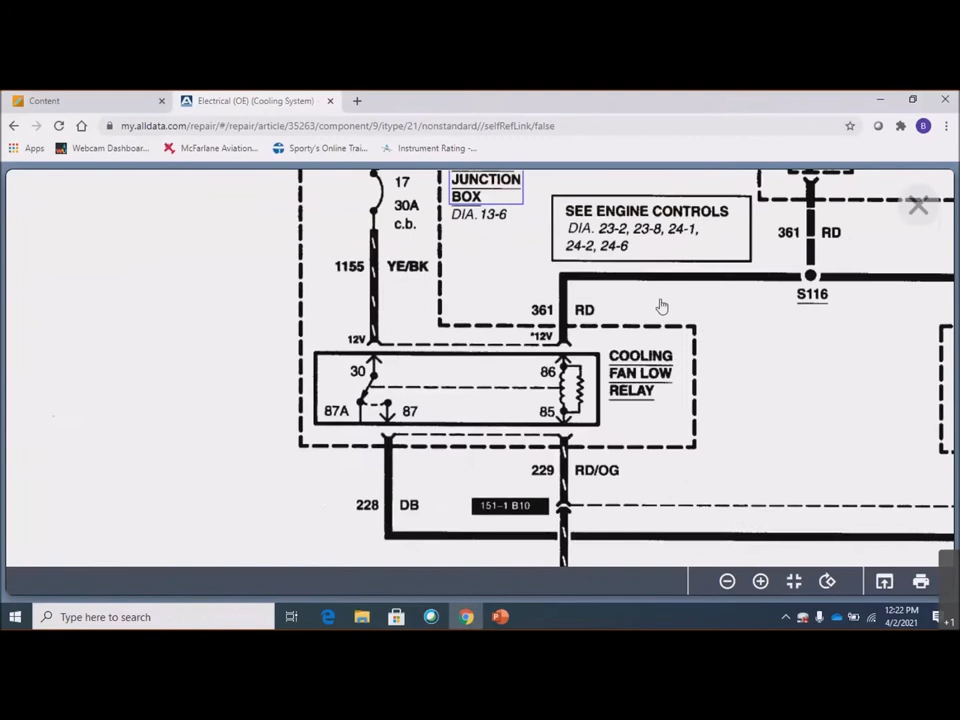 Content
Electrical (OE) (Cooling System)
my.alldata.com/repair/#/repair/article/35263/component/9/itype/21/nonstandard//selfRefLink/false
B
Apps
Webcam Dashboar...
McFarlane Aviation...
Sporty's Online Trai...
Instrument Rating -...
17
30A
c.b.
JUNCTION
BOX
DIA. 13-6
SEE ENGINE CONTROLS
DIA. 23-2, 23-8, 24-1,
24-2, 24-6
361 RD
S116
1155 YE/BK
361 RD
12V
*12V
30
86
87A
87
85
COOLING
FAN LOW
RELAY
229 RD/OG
228 DB
151-1 B10
Type here to search
12:22 PM
4/2/2021
+1